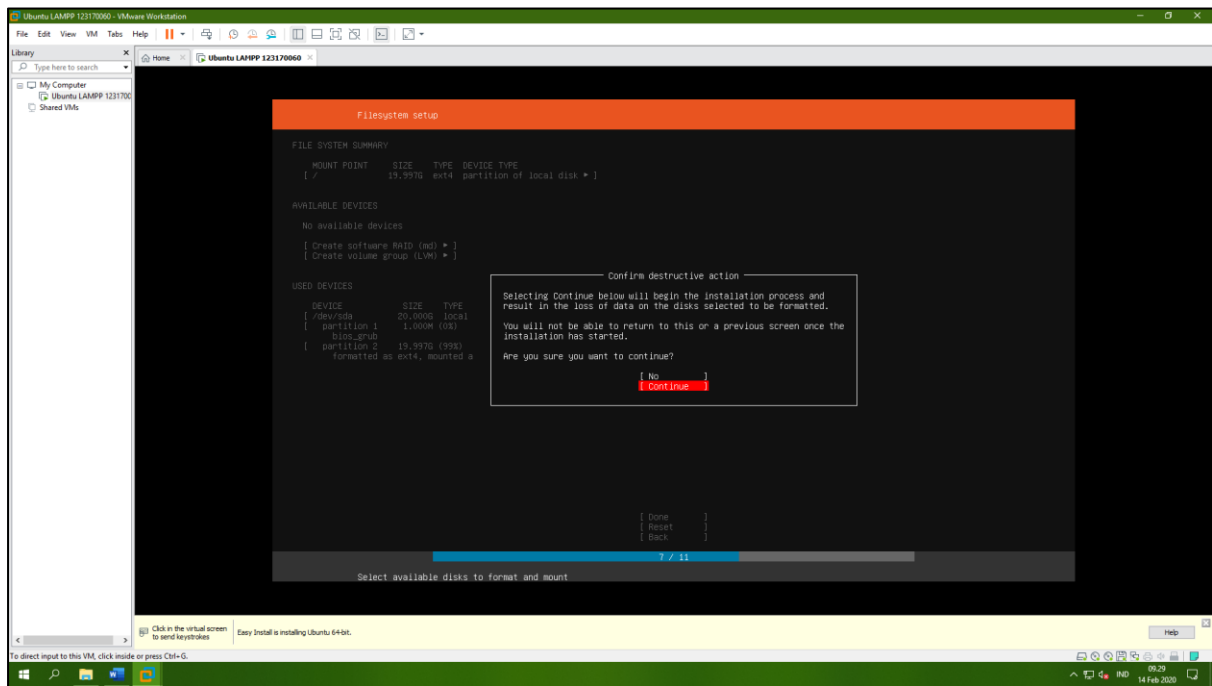 Ubuntu LAMPP 123170060 - VMware Workstation
File Edit View VM Tabs Help
Library
Type here to search
My Computer
Ubuntu LAMPP 1231700
Shared VMs
Home
Ubuntu LAMPP 123170060
Filesystem setup
FILE SYSTEM SUMMARY
MOUNT POINT SIZE TYPE DEVICE TYPE
[ / 19.997G ext4 partition of local disk ▸ ]
AVAILABLE DEVICES
No available devices
[ Create software RAID (md) ▸ ]
[ Create volume group (LVM) ▸ ]
USED DEVICES
DEVICE SIZE TYPE
[ /dev/sda 20.000G local
[ partition 1 1.000M (0%)
bios_grub
[ partition 2 19.997G (99%)
formatted as ext4, mounted a
Confirm destructive action
Selecting Continue below will begin the installation process and
result in the loss of data on the disks selected to be formatted.
You will not be able to return to this or a previous screen once the
installation has started.
Are you sure you want to continue?
[ No ]
[ Continue ]
[ Done ]
[ Reset ]
[ Back ]
7 / 11
Select available disks to format and mount
Click in the virtual screen
to send keystrokes
Easy Install is installing Ubuntu 64-bit.
Help
To direct input to this VM, click inside or press Ctrl+G.
IND
09.29
14 Feb 2020